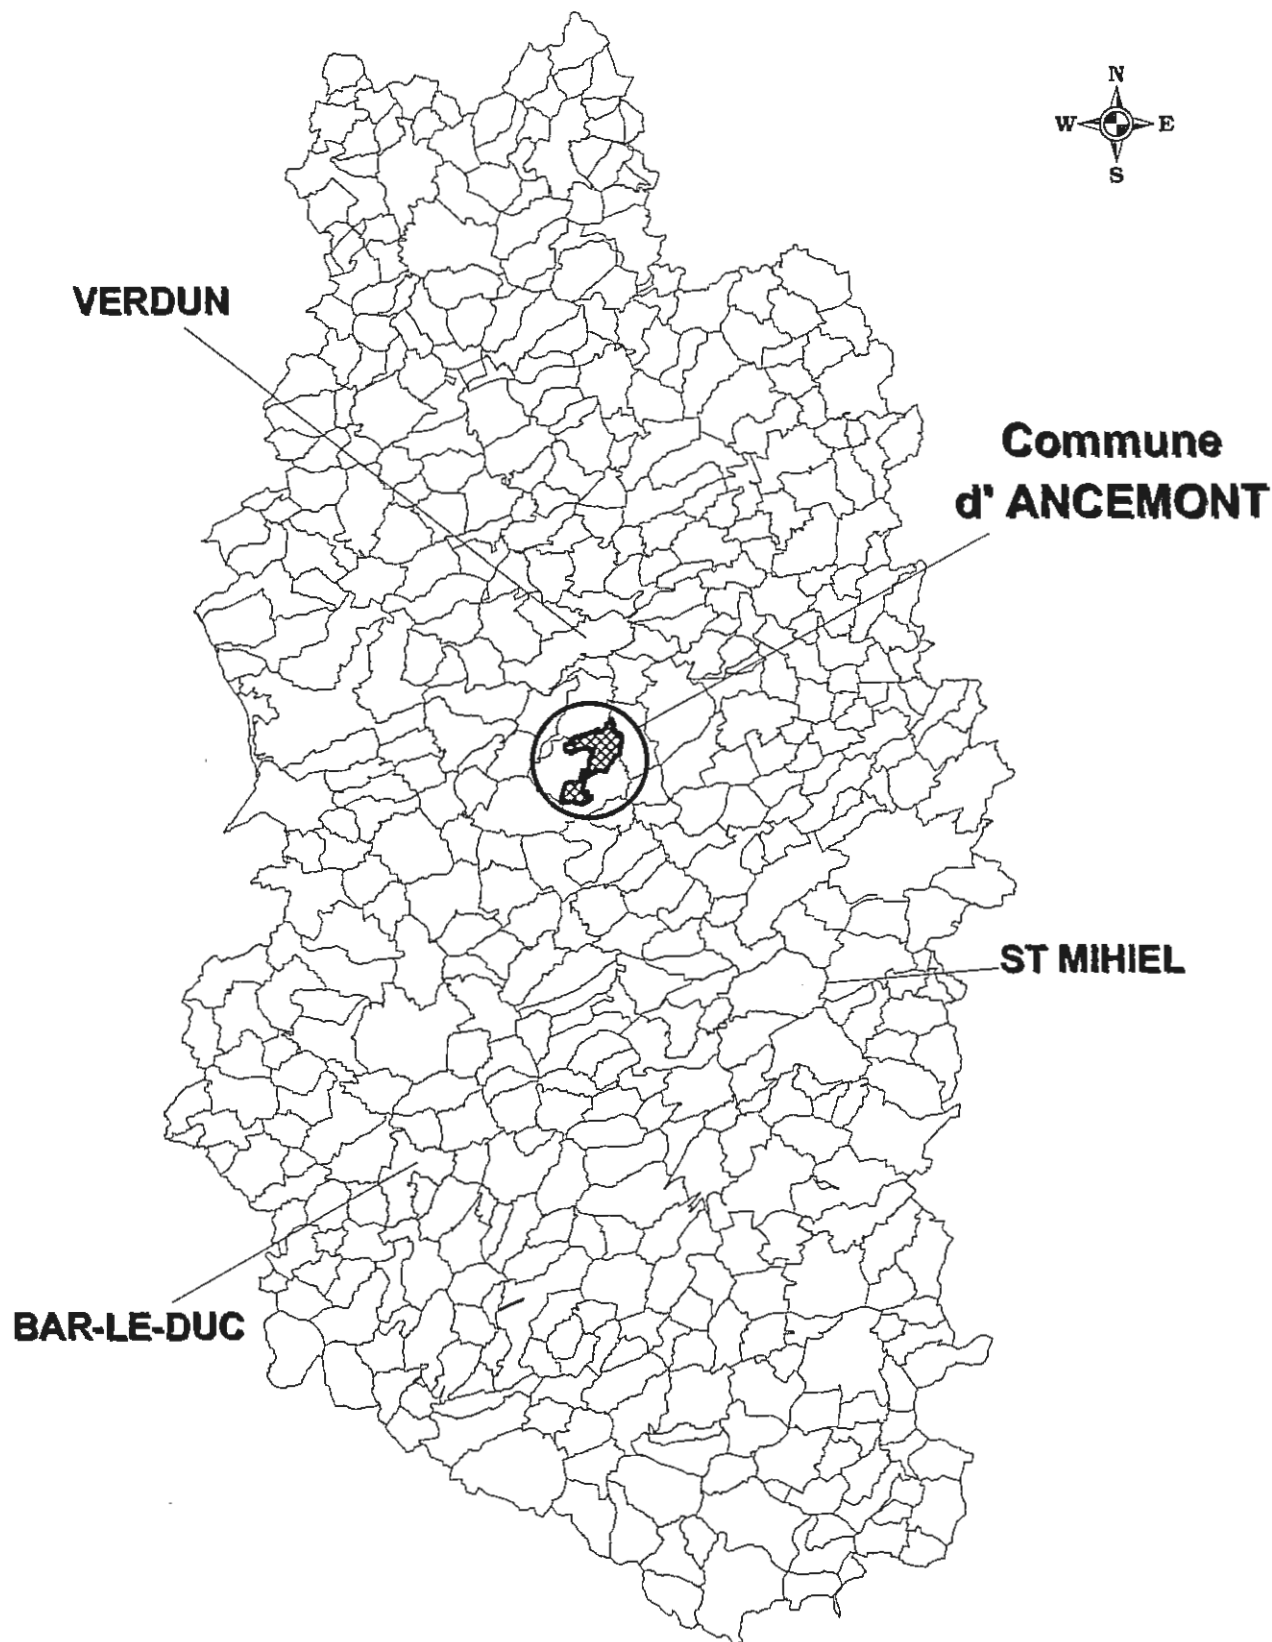 N
W E
S
VERDUN
Commune
d' ANCEMONT
ST MIHIEL
BAR-LE-DUC